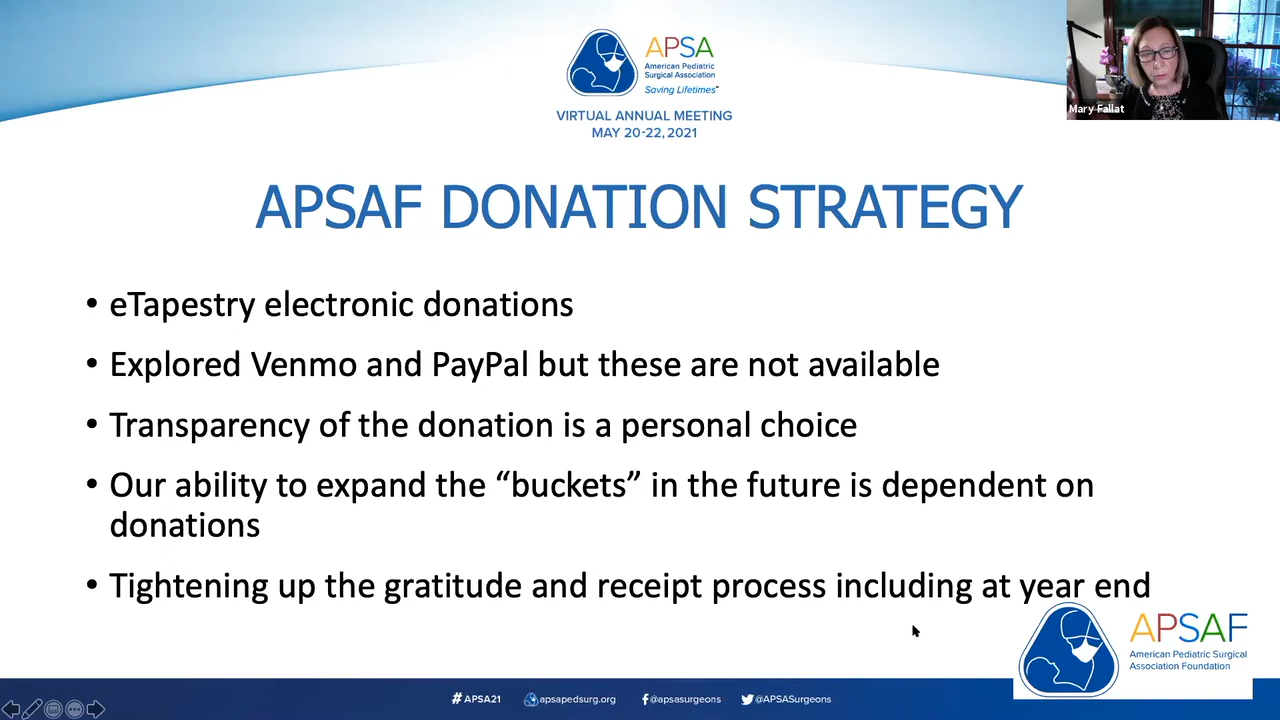 APSA
American Pediatric
Surgical Association
Saving Lifetimes™
VIRTUAL ANNUAL MEETING
MAY 20-22, 2021
Mary Fallat
APSAF DONATION STRATEGY
• eTapestry electronic donations
• Explored Venmo and PayPal but these are not available
• Transparency of the donation is a personal choice
• Our ability to expand the “buckets” in the future is dependent on
donations
• Tightening up the gratitude and receipt process including at year end
APSAF
American Pediatric Surgical
Association Foundation
#APSA21
apsapedsurg.org
@apsasurgeons
@APSASurgeons